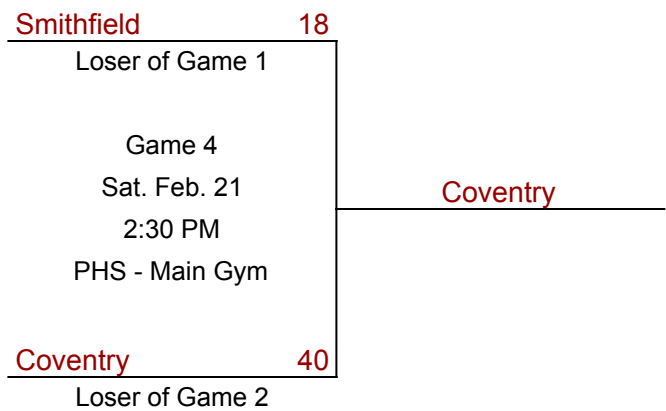 Smithfield 18
Loser of Game 1
Game 4
Sat. Feb. 21
2:30 PM
PHS - Main Gym
Coventry
Coventry 40
Loser of Game 2